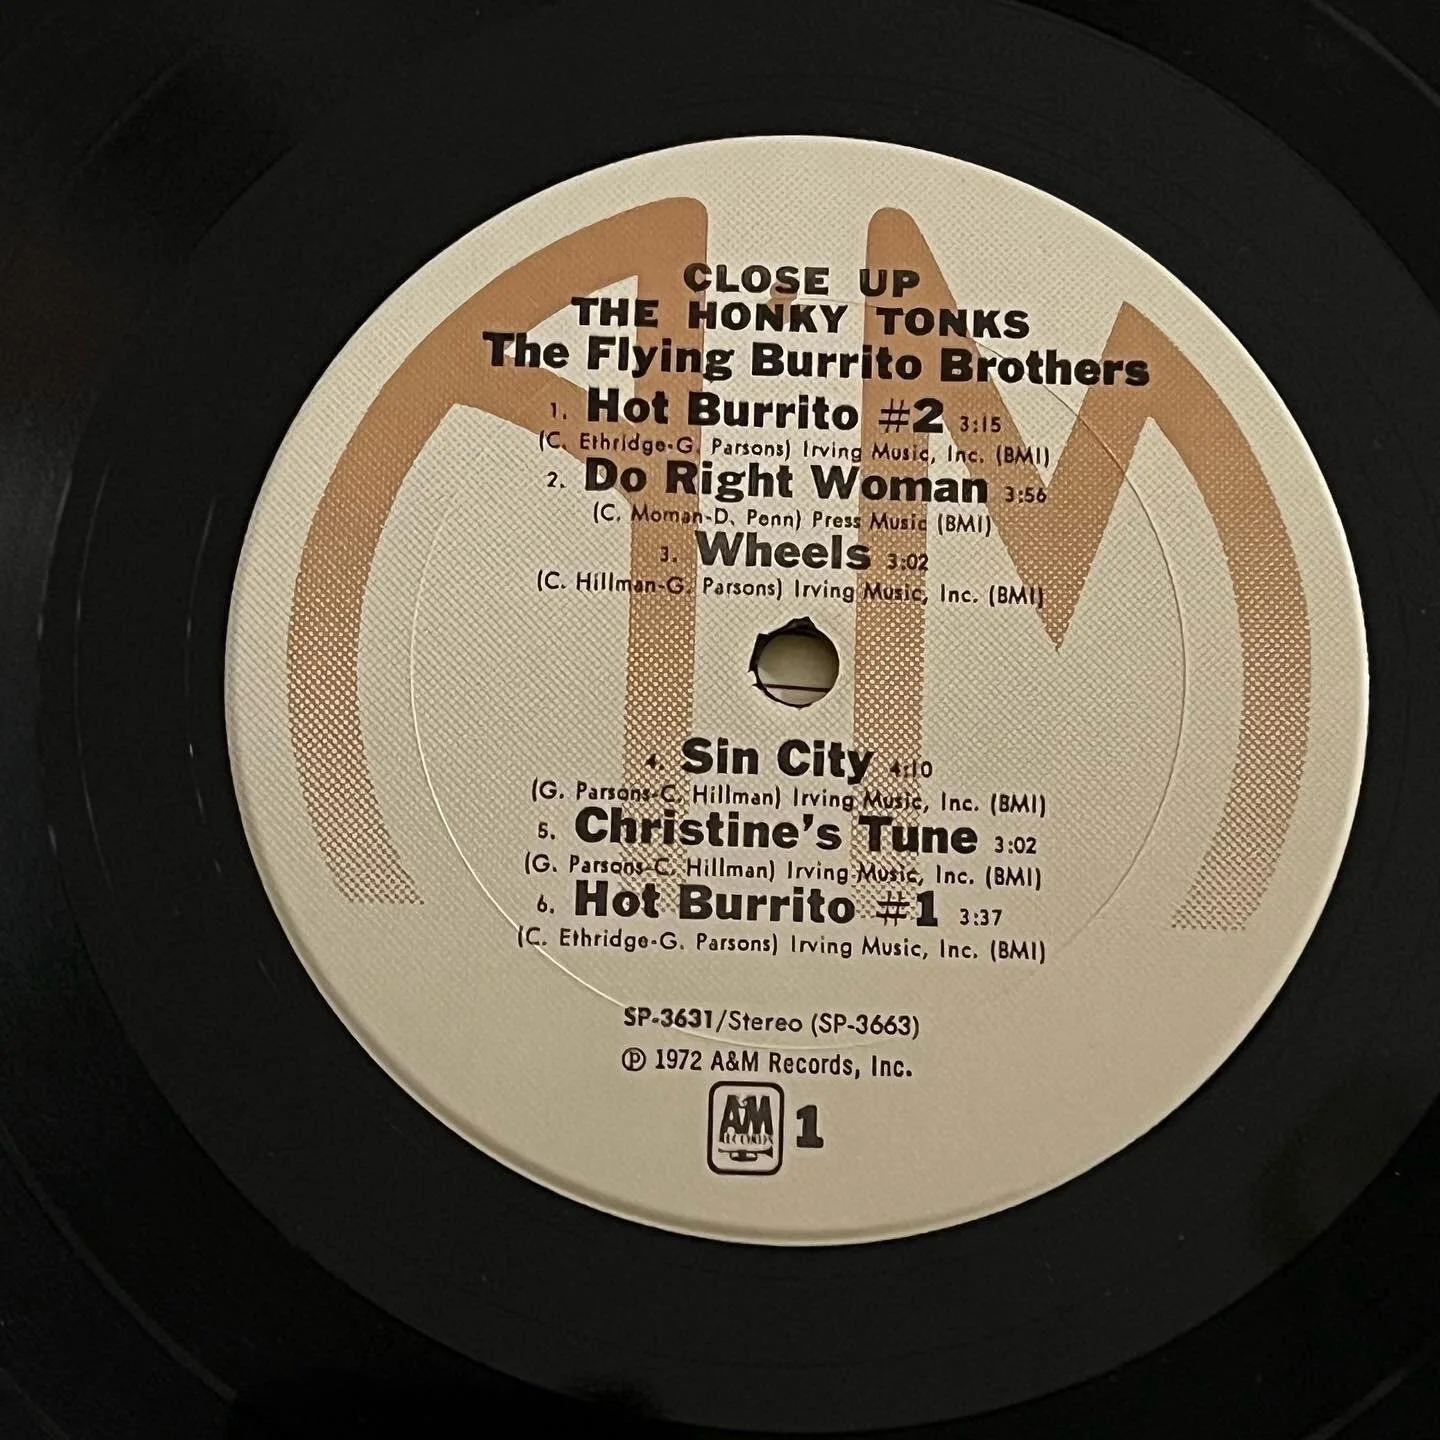 CLOSE UP
THE HONKY TONKS
The Flying Burrito Brothers
1. Hot Burrito #2 3:15
(C. Ethridge-G. Parsons) Irving Music, Inc. (BMI)
2. Do Right Woman 3:56
(C. Moman-D. Penn) Press Music (BMI)
3. Wheels 3:02
(C. Hillman-G. Parsons) Irving Music, Inc. (BMI)
4. Sin City 4:10
(G. Parsons-C. Hillman) Irving Music, Inc. (BMI)
5. Christine's Tune 3:02
(G. Parsons-C. Hillman) Irving Music, Inc. (BMI)
6. Hot Burrito #1 3:37
(C. Ethridge-G. Parsons) Irving Music, Inc. (BMI)
SP-3631/Stereo (SP-3663)
℗ 1972 A&M Records, Inc.
A&M 1
RECORDS